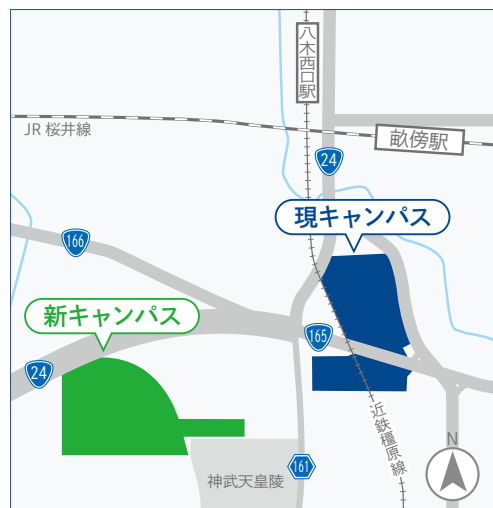 八木西口駅
JR 桜井線
畝傍駅
24
現キャンパス
166
新キャンパス
165
24
近鉄橿原線
N
161
神武天皇陵